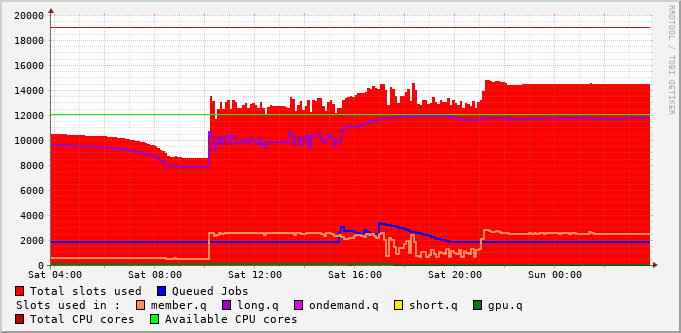 20000
18000
16000
14000
12000
10000
8000
6000
4000
2000
0
Sat 04:00 Sat 08:00 Sat 12:00 Sat 16:00 Sat 20:00 Sun 00:00
Total slots used Queued Jobs
Slots used in : member.q long.q ondemand.q short.q gpu.q
Total CPU cores Available CPU cores
RRDTOOL / TOBI OETIKER